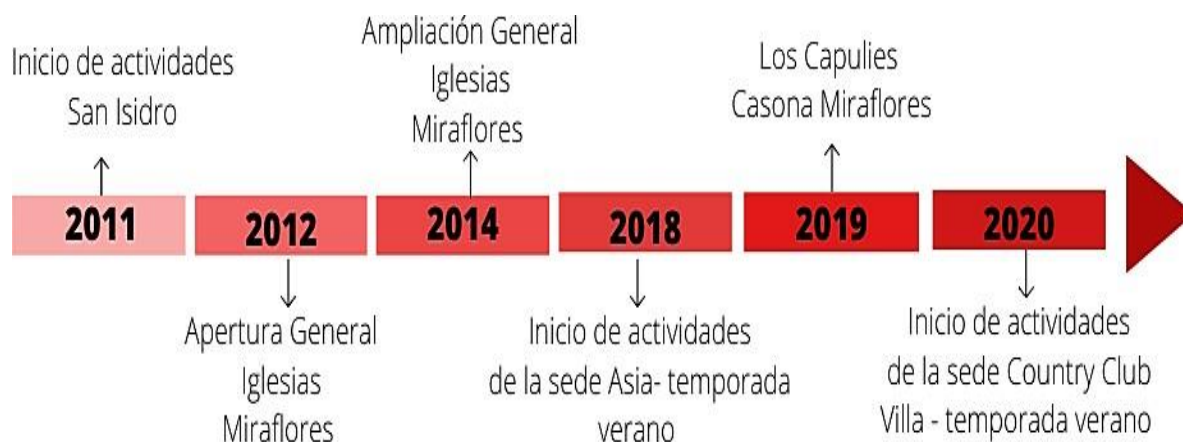 Inicio de actividades
San Isidro
Ampliación General
Iglesias
Miraflores
Los Capulies
Casona Miraflores
2011
2012
2014
2018
2019
2020
Apertura General
Iglesias
Miraflores
Inicio de actividades
de la sede Asia- temporada
verano
Inicio de actividades
de la sede Country Club
Villa - temporada verano